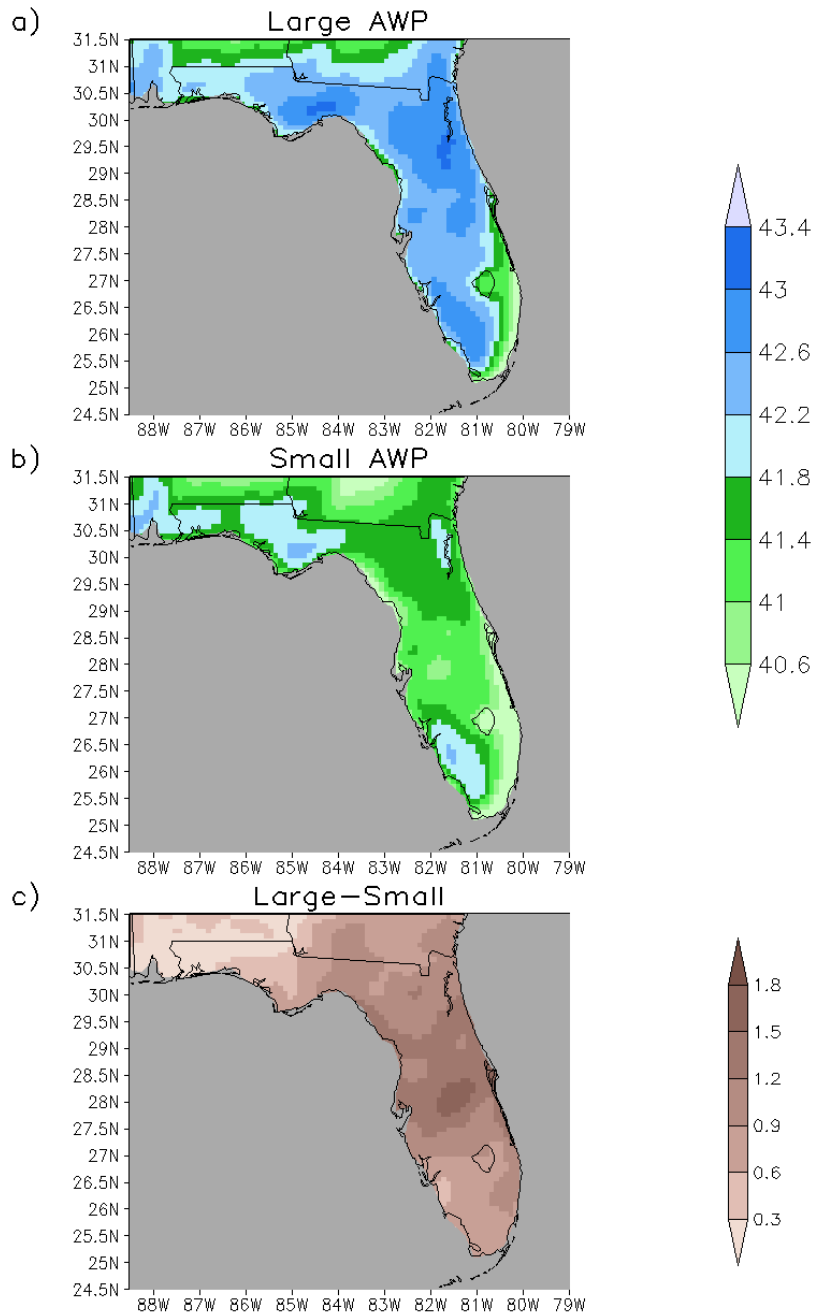 a) Large AWP
31.5N
31N
30.5N
30N
29.5N
29N
28.5N
28N
27.5N
27N
26.5N
26N
25.5N
25N
24.5N
88W 87W 86W 85W 84W 83W 82W 81W 80W 79W
b) Small AWP
31.5N
31N
30.5N
30N
29.5N
29N
28.5N
28N
27.5N
27N
26.5N
26N
25.5N
25N
24.5N
88W 87W 86W 85W 84W 83W 82W 81W 80W 79W
43.4
43
42.6
42.2
41.8
41.4
41
40.6
c) Large-Small
31.5N
31N
30.5N
30N
29.5N
29N
28.5N
28N
27.5N
27N
26.5N
26N
25.5N
25N
24.5N
88W 87W 86W 85W 84W 83W 82W 81W 80W 79W
1.8
1.5
1.2
0.9
0.6
0.3